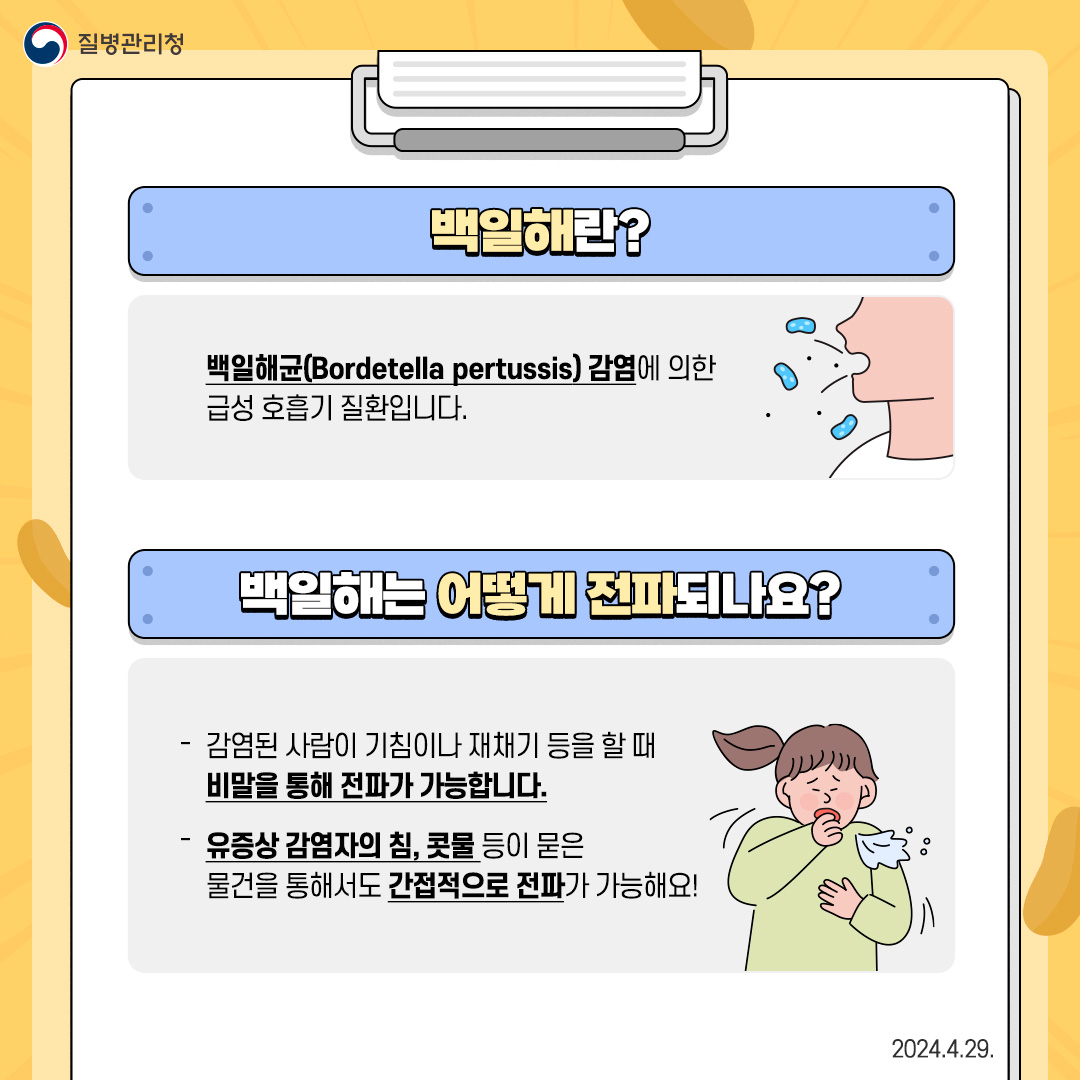 질병관리청
백일해란?
백일해균(Bordetella pertussis) 감염에 의한
급성 호흡기 질환입니다.
백일해는 어떻게 전파되나요?
- 감염된 사람이 기침이나 재채기 등을 할 때
비말을 통해 전파가 가능합니다.
- 유증상 감염자의 침, 콧물 등이 묻은
물건을 통해서도 간접적으로 전파가 가능해요!
2024.4.29.